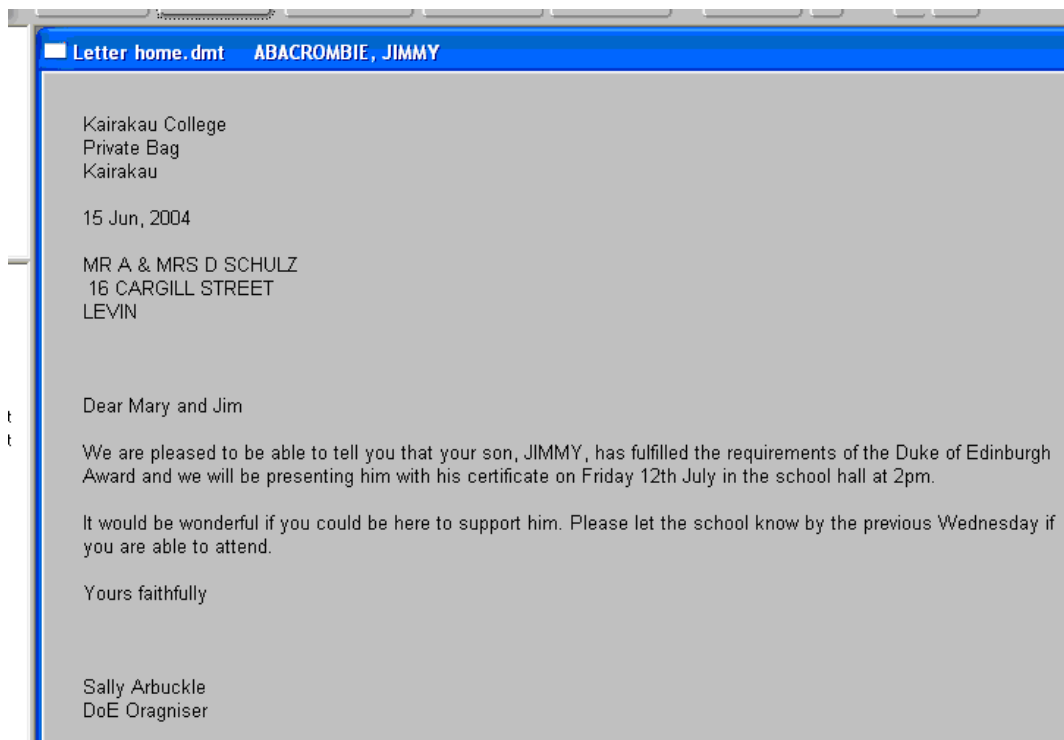 Letter home.dmt ABACROMBIE, JIMMY
Kairakau College
Private Bag
Kairakau
15 Jun, 2004
MR A & MRS D SCHULZ
16 CARGILL STREET
LEVIN
Dear Mary and Jim
We are pleased to be able to tell you that your son, JIMMY, has fulfilled the requirements of the Duke of Edinburgh
Award and we will be presenting him with his certificate on Friday 12th July in the school hall at 2pm.
It would be wonderful if you could be here to support him. Please let the school know by the previous Wednesday if
you are able to attend.
Yours faithfully
Sally Arbuckle
DoE Oragniser
t
t